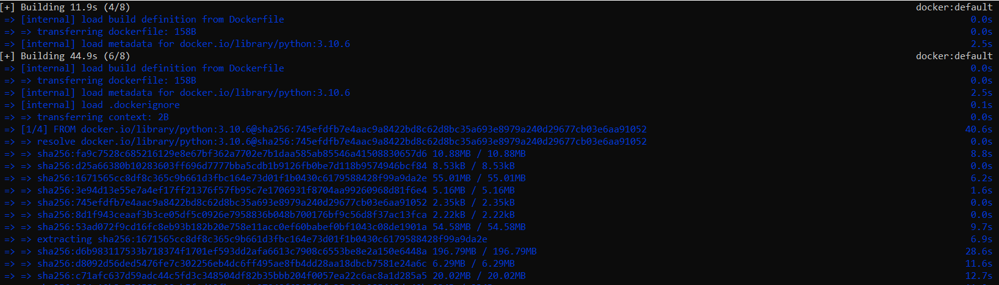 [+] Building 11.9s (4/8) docker:default
=> [internal] load build definition from Dockerfile 0.0s
=> => transferring dockerfile: 158B 0.0s
=> [internal] load metadata for docker.io/library/python:3.10.6 2.5s
[+] Building 44.9s (6/8) docker:default
=> [internal] load build definition from Dockerfile 0.0s
=> => transferring dockerfile: 158B 0.0s
=> [internal] load metadata for docker.io/library/python:3.10.6 2.5s
=> [internal] load .dockerignore 0.1s
=> => transferring context: 2B 0.0s
=> [1/4] FROM docker.io/library/python:3.10.6@sha256:745efdfb7e4aac9a8422bd8c62d8bc35a693e8979a240d29677cb03e6aa91052 40.6s
=> => resolve docker.io/library/python:3.10.6@sha256:745efdfb7e4aac9a8422bd8c62d8bc35a693e8979a240d29677cb03e6aa91052 0.0s
=> => sha256:fa9c7528c685216129e8e67bf362a7702e7b1daa585ab85546a41508830657d6 10.88MB / 10.88MB 8.8s
=> => sha256:d25a66380b10283603ff696d7777bba5cdb1b9126fb0be7d118b9574946bcf84 8.53kB / 8.53kB 0.0s
=> => sha256:1671565cc8df8c365c9b661d3fbc164e73d01f1b0430c6179588428f99a9da2e 55.01MB / 55.01MB 6.2s
=> => sha256:3e94d13e55e7a4ef17ff21376f57fb95c7e1706931f8704aa99260968d81f6e4 5.16MB / 5.16MB 1.6s
=> => sha256:745efdfb7e4aac9a8422bd8c62d8bc35a693e8979a240d29677cb03e6aa91052 2.35kB / 2.35kB 0.0s
=> => sha256:8d1f943ceaaf3b3ce05df5c0926e7958836b048b700176bf9c56d8f37ac13fca 2.22kB / 2.22kB 0.0s
=> => sha256:53ad072f9cd16fc8eb93b182b20e758e11acc0ef60babef0bf1043c08de1901a 54.58MB / 54.58MB 9.7s
=> => extracting sha256:1671565cc8df8c365c9b661d3fbc164e73d01f1b0430c6179588428f99a9da2e 6.9s
=> => sha256:d6b983117533b718374f1701ef593dd2afa6613c7908c6553be8e2a150e6448a 196.79MB / 196.79MB 28.6s
=> => sha256:d8092d56ded5476fe7c302256eb4dc6ff495ae8fb4dd28aa18dbcb7581e24a6c 6.29MB / 6.29MB 11.6s
=> => sha256:c71afc637d59adc44c5fd3c348504df82b35bbb204f0057ea22c6ac8a1d285a5 20.02MB / 20.02MB 12.7s